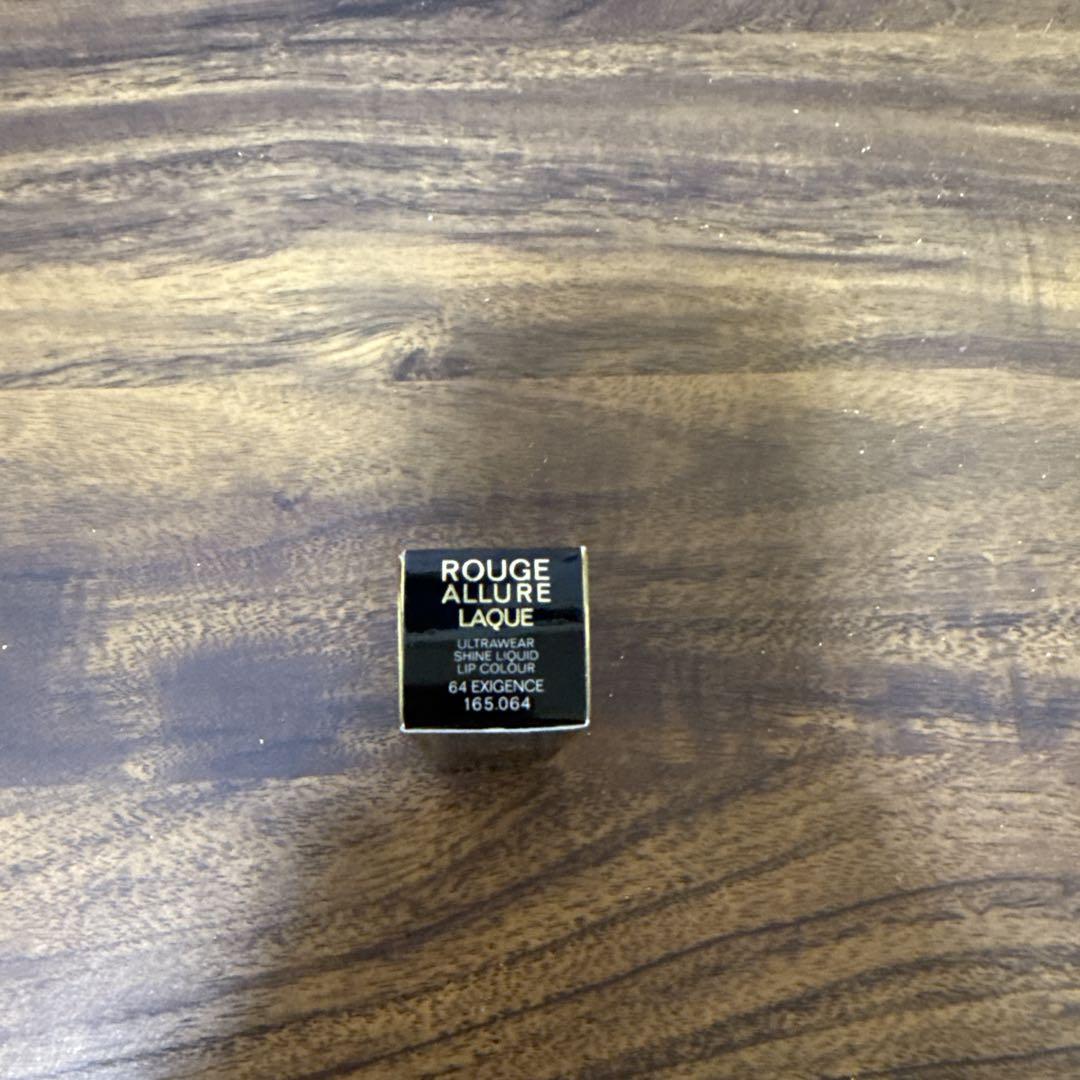 ROUGE
ALLURE
LAQUE
ULTRAWEAR
SHINE LIQUID
LIP COLOUR
64 EXIGENCE
165.064